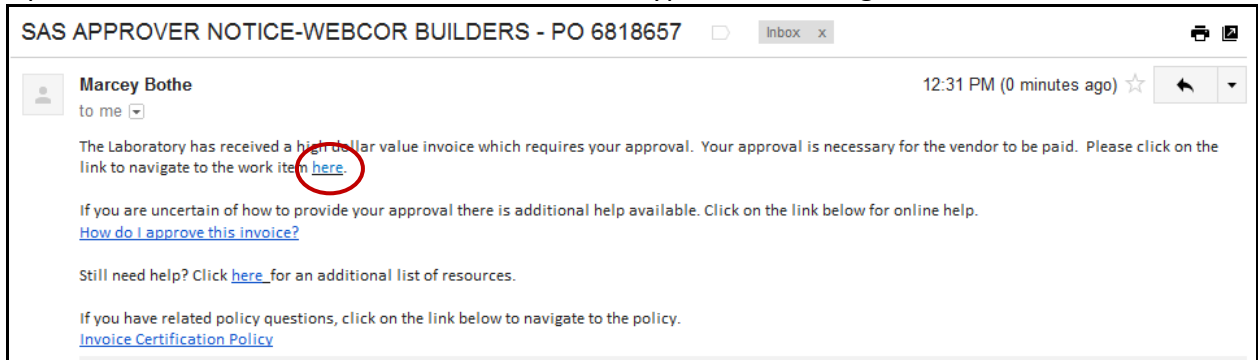 SAS APPROVER NOTICE-WEBCOR BUILDERS - PO 6818657 Inbox x
Marcey Bothe 12:31 PM (0 minutes ago)
to me
The Laboratory has received a high dollar value invoice which requires your approval. Your approval is necessary for the vendor to be paid. Please click on the
link to navigate to the work item here.
If you are uncertain of how to provide your approval there is additional help available. Click on the link below for online help.
How do I approve this invoice?
Still need help? Click here for an additional list of resources.
If you have related policy questions, click on the link below to navigate to the policy.
Invoice Certification Policy